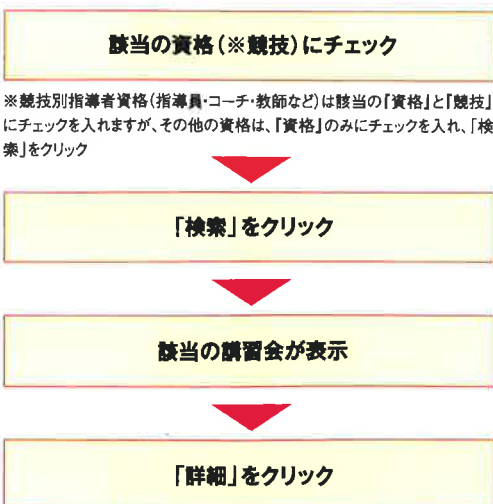 該当の資格（※競技）にチェック
※競技別指導者資格（指導員・コーチ・教師など）は該当の『資格』と『競技』
にチェックを入れますが、その他の資格は、『資格』のみにチェックを入れ、「検
索」をクリック
「検索」をクリック
該当の講習会が表示
「詳細」をクリック